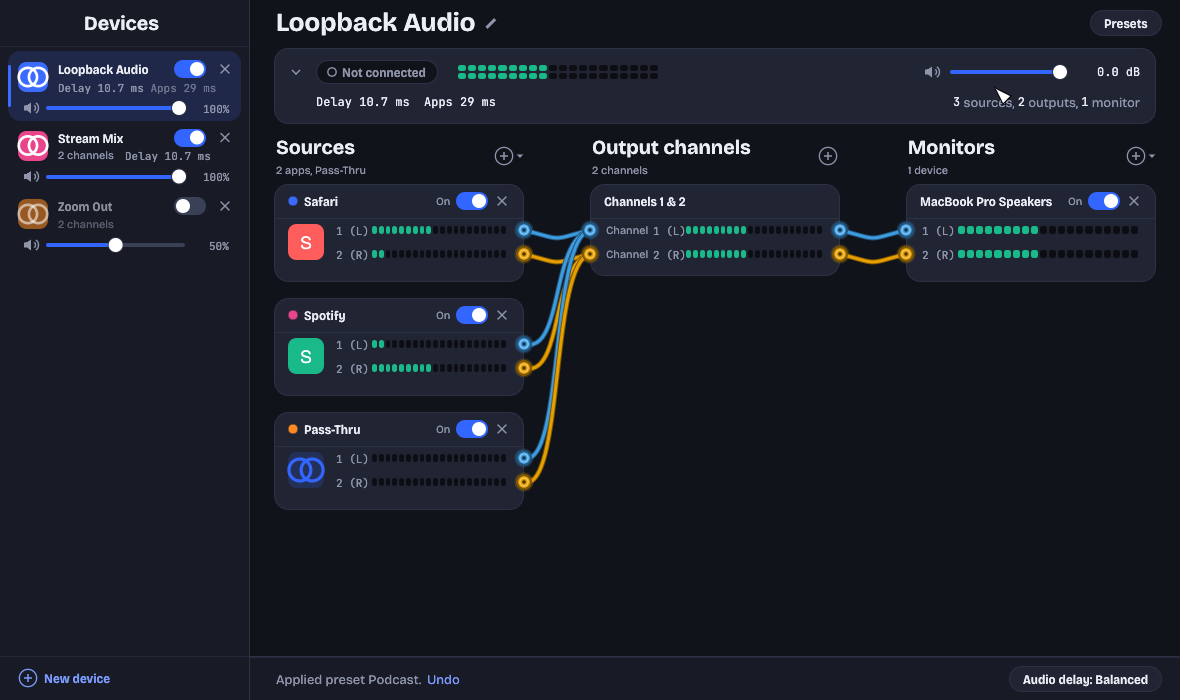 Devices
Loopback Audio
Delay 10.7 ms Apps 29 ms
100%
Stream Mix
2 channels Delay 10.7 ms
100%
Zoom Out
2 channels
50%
New device
Loopback Audio
Presets
Not connected
0.0 dB
Delay 10.7 ms Apps 29 ms
3 sources, 2 outputs, 1 monitor
Sources
2 apps, Pass-Thru
Safari On
S
1 (L)
2 (R)
Spotify On
S
1 (L)
2 (R)
Pass-Thru On
1 (L)
2 (R)
Output channels
2 channels
Channels 1 & 2
Channel 1 (L)
Channel 2 (R)
Monitors
1 device
MacBook Pro Speakers On
1 (L)
2 (R)
Applied preset Podcast. Undo
Audio delay: Balanced